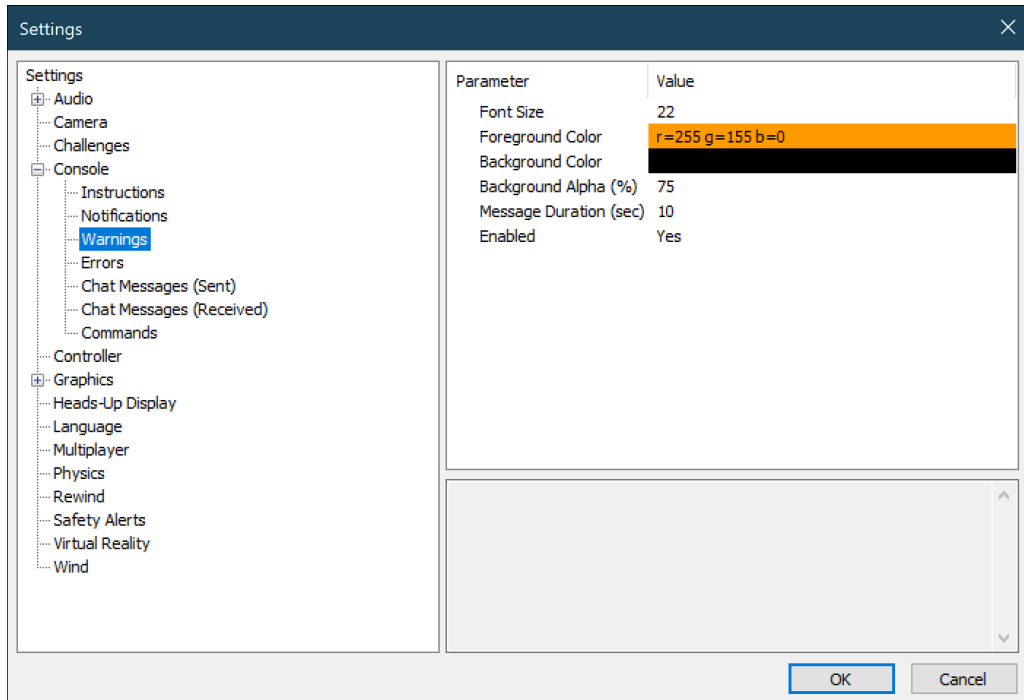 Settings
Settings
Audio
Camera
Challenges
Console
Instructions
Notifications
Warnings
Errors
Chat Messages (Sent)
Chat Messages (Received)
Commands
Controller
Graphics
Heads-Up Display
Language
Multiplayer
Physics
Rewind
Safety Alerts
Virtual Reality
Wind
Parameter Value
Font Size 22
Foreground Color r=255 g=155 b=0
Background Color
Background Alpha (%) 75
Message Duration (sec) 10
Enabled Yes
OK Cancel